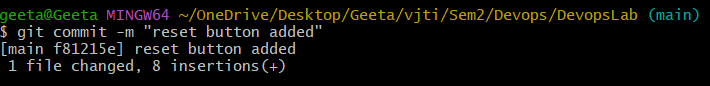 geeta@Geeta MINGW64 ~/OneDrive/Desktop/Geeta/vjti/Sem2/Devops/DevopsLab (main)
$ git commit -m "reset button added"
[main f81215e] reset button added
 1 file changed, 8 insertions(+)